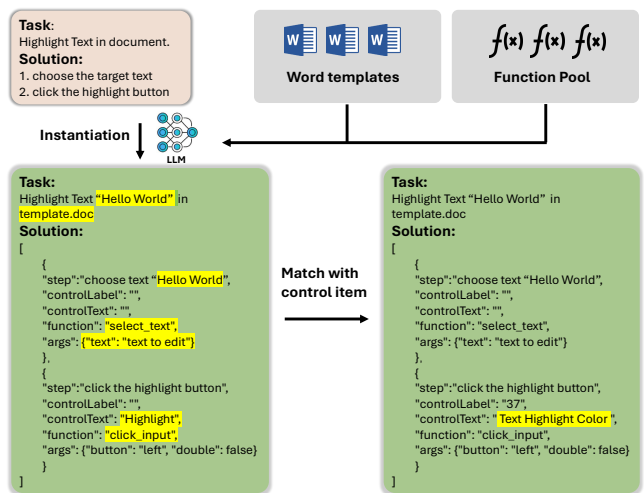 Task:
Highlight Text in document.
Solution:
1. choose the target text
2. click the highlight button
W W W
Word templates
f(x) f(x) f(x)
Function Pool
Instantiation
LLM
Task:
Highlight Text “Hello World” in
template.doc
Solution:
[
{
"step":"choose text “Hello World”,
"controlLabel": "",
"controlText": "",
"function": "select_text",
"args": {"text": "text to edit"}
},
{
"step":"click the highlight button",
"controlLabel": "",
"controlText": "Highlight",
"function": "click_input",
"args": {"button": "left", "double": false}
}
]
Match with
control item
Task:
Highlight Text “Hello World” in
template.doc
Solution:
[
{
"step":"choose text “Hello World”,
"controlLabel": "",
"controlText": "",
"function": "select_text",
"args": {"text": "text to edit"}
},
{
"step":"click the highlight button",
"controlLabel": "37",
"controlText": " Text Highlight Color ",
"function": "click_input",
"args": {"button": "left", "double": false}
}
]